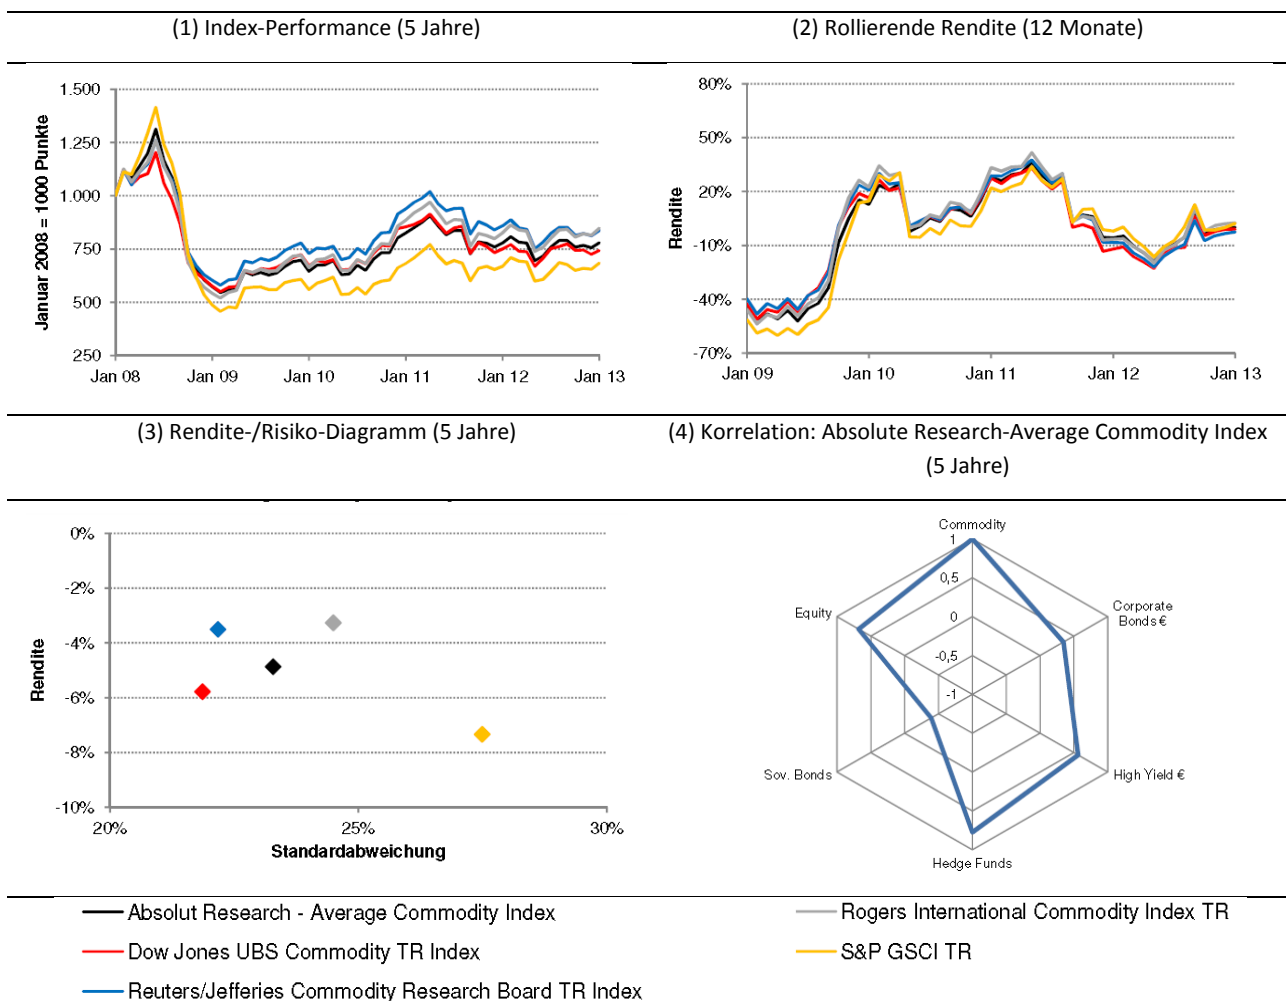 (1) Index-Performance (5 Jahre)
(2) Rollierende Rendite (12 Monate)
Januar 2008 = 1000 Punkte
1.500
1.250
1.000
750
500
250
Jan 08
Jan 09
Jan 10
Jan 11
Jan 12
Jan 13
Rendite
80%
50%
20%
-10%
-40%
-70%
Jan 09
Jan 10
Jan 11
Jan 12
Jan 13
(3) Rendite-/Risiko-Diagramm (5 Jahre)
(4) Korrelation: Absolute Research-Average Commodity Index
(5 Jahre)
Rendite
0%
-2%
-4%
-6%
-8%
-10%
20%
25%
30%
Standardabweichung
Commodity
1
0,5
0
-0,5
-1
Corporate
Bonds €
High Yield €
Hedge Funds
Sov. Bonds
Equity
Absolut Research - Average Commodity Index
Rogers International Commodity Index TR
Dow Jones UBS Commodity TR Index
S&P GSCI TR
Reuters/Jefferies Commodity Research Board TR Index